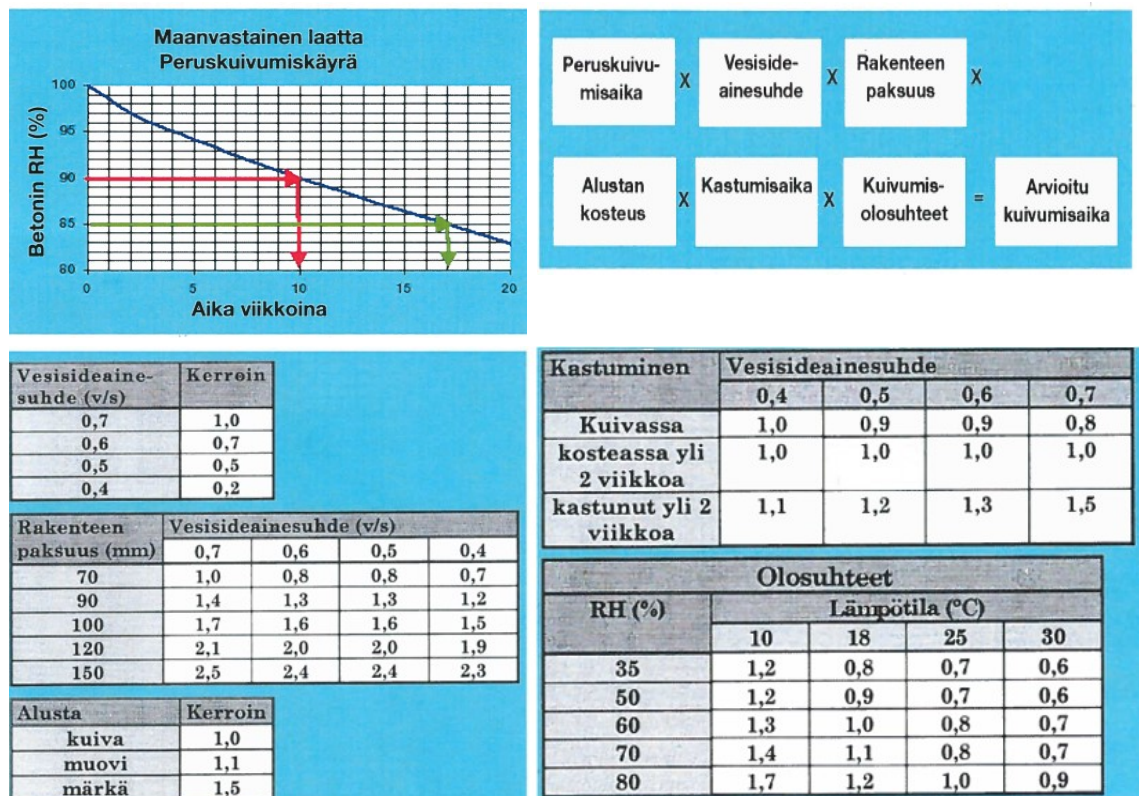 Maanvastainen laatta
Peruskuivumiskäyrä
Betonin RH (%)
100
95
90
85
80
0 5 10 15 20
Aika viikkoina
Peruskuivu-
misaika
X
Vesiside-
ainesuhde
X
Rakenteen
paksuus
X
Alustan
kosteus
X
Kastumisaika
X
Kuivumis-
olosuhteet
=
Arvioitu
kuivumisaika
Vesisideaine- Kerroin
suhde (v/s)
0,7 1,0
0,6 0,7
0,5 0,5
0,4 0,2
Rakenteen Vesisideainesuhde (v/s)
paksuus (mm) 0,7 0,6 0,5 0,4
70 1,0 0,8 0,8 0,7
90 1,4 1,3 1,3 1,2
100 1,7 1,6 1,6 1,5
120 2,1 2,0 2,0 1,9
150 2,5 2,4 2,4 2,3
Alusta Kerroin
kuiva 1,0
muovi 1,1
märkä 1,5
Kastuminen Vesisideainesuhde
0,4 0,5 0,6 0,7
Kuivassa 1,0 0,9 0,9 0,8
kosteassa yli 1,0 1,0 1,0 1,0
2 viikkoa
kastunut yli 2 1,1 1,2 1,3 1,5
viikkoa
Olosuhteet
RH (%) Lämpötila (°C)
10 18 25 30
35 1,2 0,8 0,7 0,6
50 1,2 0,9 0,7 0,6
60 1,3 1,0 0,8 0,7
70 1,4 1,1 0,8 0,7
80 1,7 1,2 1,0 0,9